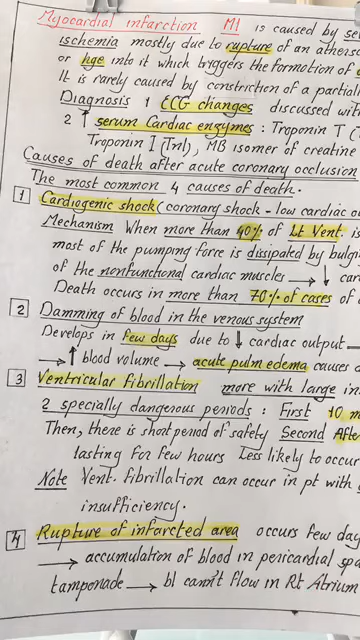 Myocardial infarction MI is caused by se
ischemia mostly due to rupture of an atheros
or hge into it which triggers the formation of
It is rarely caused by constriction of a partial
Diagnosis 1 ECG changes discussed with
2 ↑ serum Cardiac enzymes : Troponin T (
Troponin I (TnI), MB isomer of creatine
Causes of death after acute coronary occlusion
The most common 4 causes of death.
1 Cardiogenic shock (coronary shock - low cardiac o
Mechanism When more than 40% of Lt Vent. is
most of the pumping force is dissipated by bulgi
of the nonfunctional cardiac muscles → ↓ car
Death occurs in more than 70% of cases of
2 Damming of blood in the venous system
Develops in few days due to ↓ cardiac output →
→ ↑ blood volume → acute pulm edema causes d
3 Ventricular fibrillation more with large in
2 specially dangerous periods : First 10 m
Then, there is short period of safety Second Afte
lasting for few hours Less likely to occur
Note Vent. fibrillation can occur in pt with
insufficiency.
4 Rupture of infarcted area occurs few day
→ accumulation of blood in pericardial spa
tamponade → bl can't flow in Rt Atrium